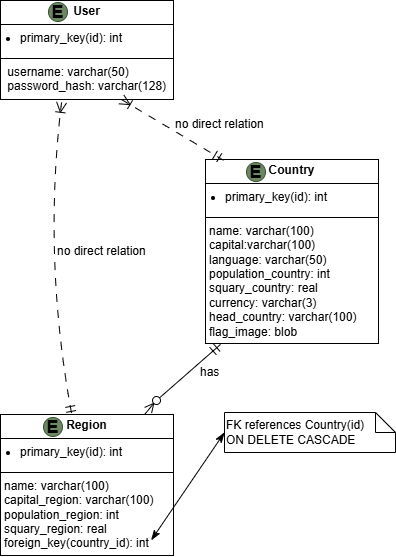 E User
primary_key(id): int
username: varchar(50)
password_hash: varchar(128)
no direct relation
E Country
primary_key(id): int
name: varchar(100)
capital:varchar(100)
language: varchar(50)
population_country: int
squary_country: real
currency: varchar(3)
head_country: varchar(100)
flag_image: blob
no direct relation
has
E Region
primary_key(id): int
name: varchar(100)
capital_region: varchar(100)
population_region: int
squary_region: real
foreign_key(country_id): int
FK references Country(id)
ON DELETE CASCADE